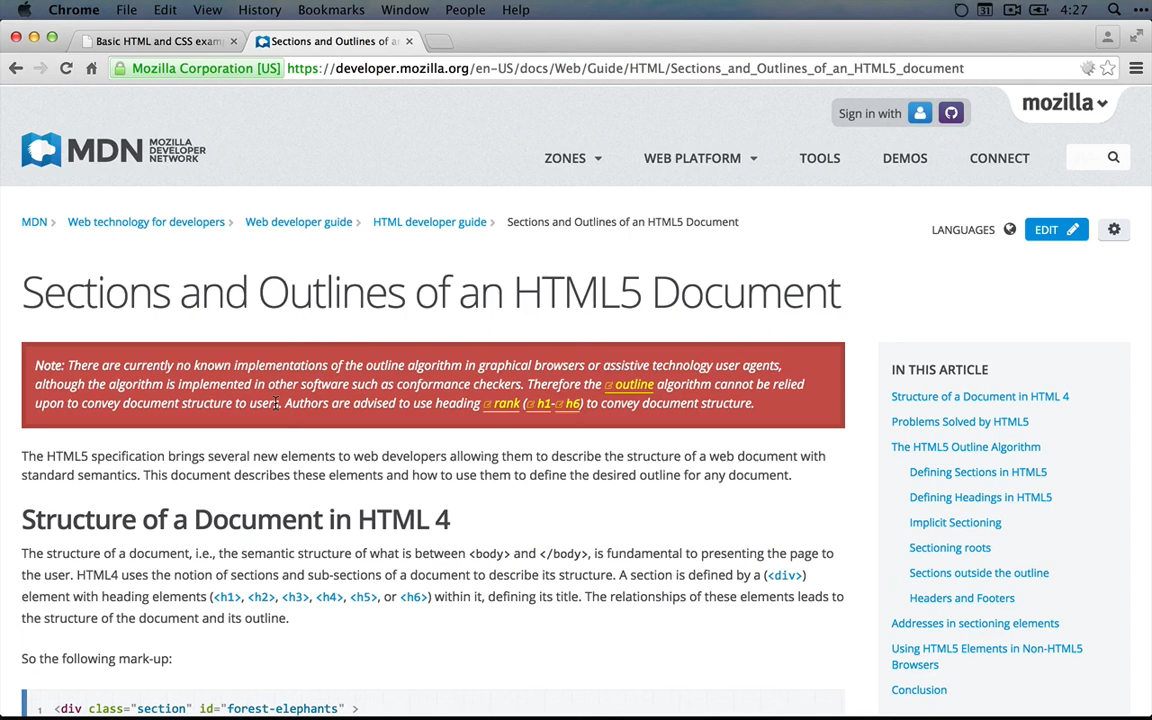 Chrome File Edit View History Bookmarks Window People Help 31 4:27
Basic HTML and CSS exam Sections and Outlines of a
Mozilla Corporation [US] https://developer.mozilla.org/en-US/docs/Web/Guide/HTML/Sections_and_Outlines_of_an_HTML5_document
Sign in with mozilla
MDN MOZILLA DEVELOPER NETWORK ZONES WEB PLATFORM TOOLS DEMOS CONNECT
MDN Web technology for developers Web developer guide HTML developer guide Sections and Outlines of an HTML5 Document LANGUAGES EDIT
Sections and Outlines of an HTML5 Document
Note: There are currently no known implementations of the outline algorithm in graphical browsers or assistive technology user agents,
although the algorithm is implemented in other software such as conformance checkers. Therefore the outline algorithm cannot be relied
upon to convey document structure to users. Authors are advised to use heading rank (h1-h6) to convey document structure.
The HTML5 specification brings several new elements to web developers allowing them to describe the structure of a web document with
standard semantics. This document describes these elements and how to use them to define the desired outline for any document.
Structure of a Document in HTML 4
The structure of a document, i.e., the semantic structure of what is between <body> and </body>, is fundamental to presenting the page to
the user. HTML4 uses the notion of sections and sub-sections of a document to describe its structure. A section is defined by a (<div>)
element with heading elements (<h1>, <h2>, <h3>, <h4>, <h5>, or <h6>) within it, defining its title. The relationships of these elements leads to
the structure of the document and its outline.
So the following mark-up:
1 <div class="section" id="forest-elephants" >
IN THIS ARTICLE
Structure of a Document in HTML 4
Problems Solved by HTML5
The HTML5 Outline Algorithm
Defining Sections in HTML5
Defining Headings in HTML5
Implicit Sectioning
Sectioning roots
Sections outside the outline
Headers and Footers
Addresses in sectioning elements
Using HTML5 Elements in Non-HTML5
Browsers
Conclusion